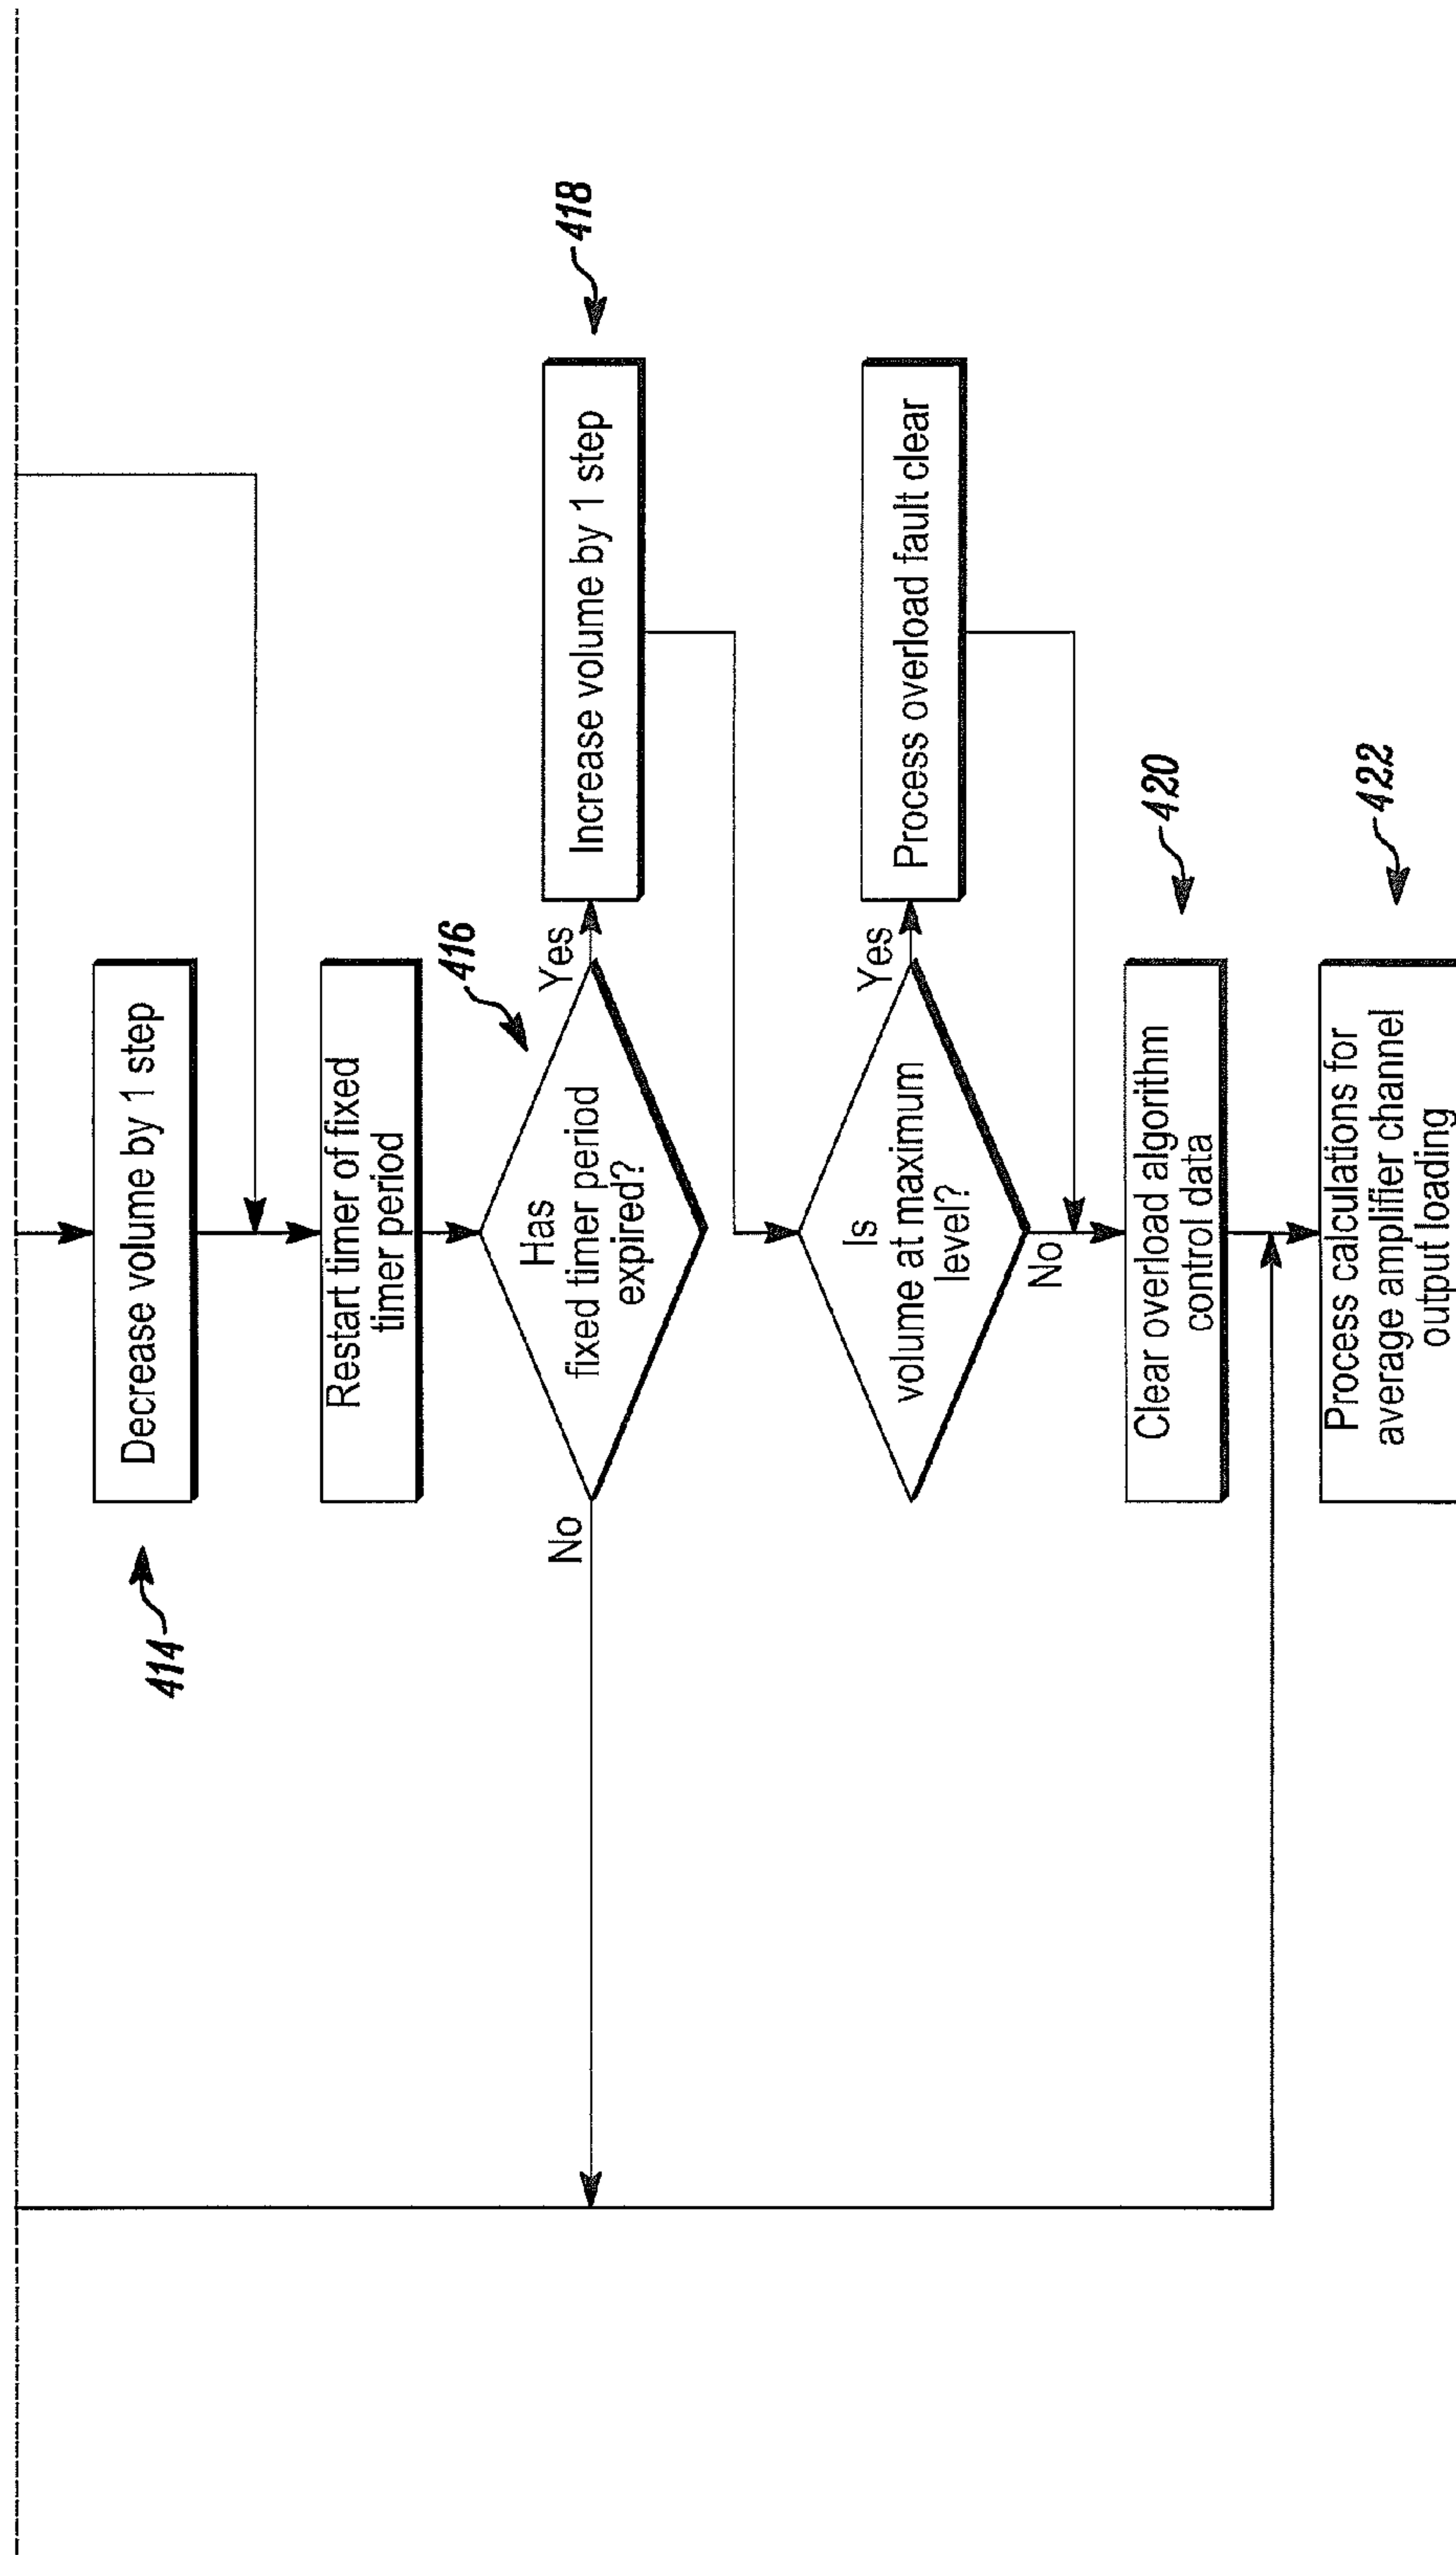 414
Decrease volume by 1 step
Restart timer of fixed
timer period
416
Has
fixed timer period
expired?
No
Yes
Increase volume by 1 step
418
Is
volume at maximum
level?
Yes
No
Process overload fault clear
Clear overload algorithm
control data
420
Process calculations for
average amplifier channel
output loading
422